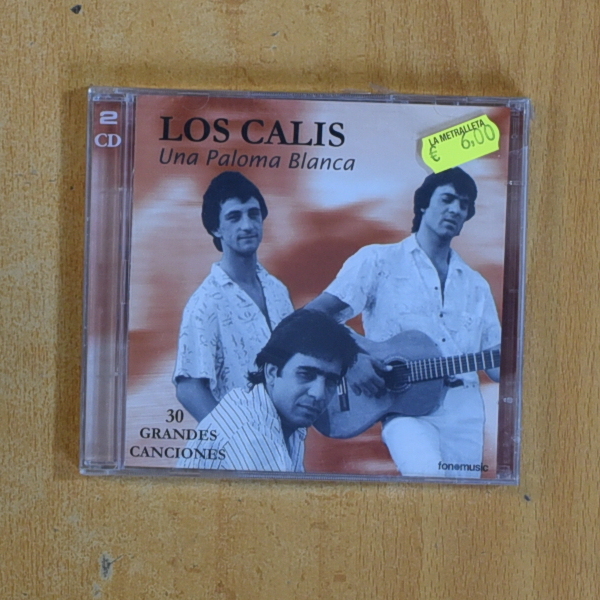 2
CD
LOS CALIS
Una Paloma Blanca
LA METRALLETA
€ 6,00
30
GRANDES
CANCIONES
fonomusic